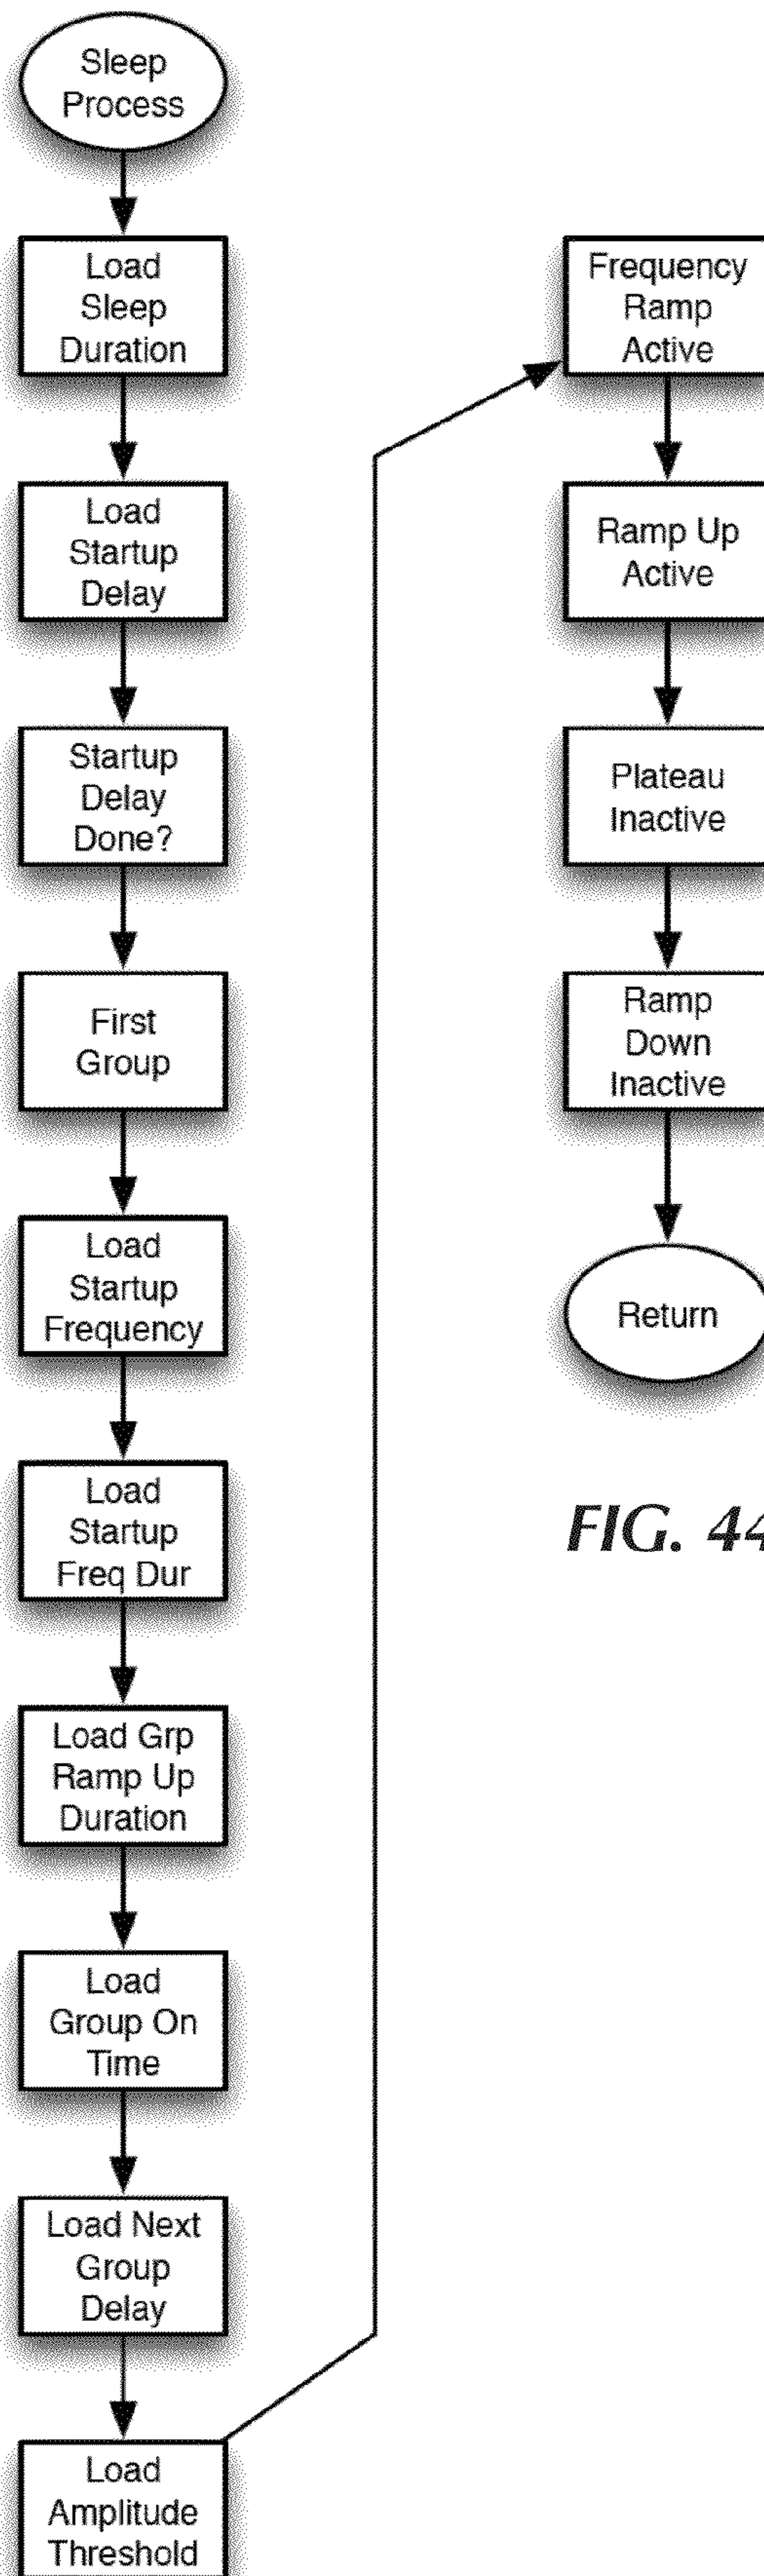 Sleep
Process
Load
Sleep
Duration
Load
Startup
Delay
Startup
Delay
Done?
First
Group
Load
Startup
Frequency
Load
Startup
Freq Dur
Load Grp
Ramp Up
Duration
Load
Group On
Time
Load Next
Group
Delay
Load
Amplitude
Threshold
Frequency
Ramp
Active
Ramp Up
Active
Plateau
Inactive
Ramp
Down
Inactive
Return
FIG. 44